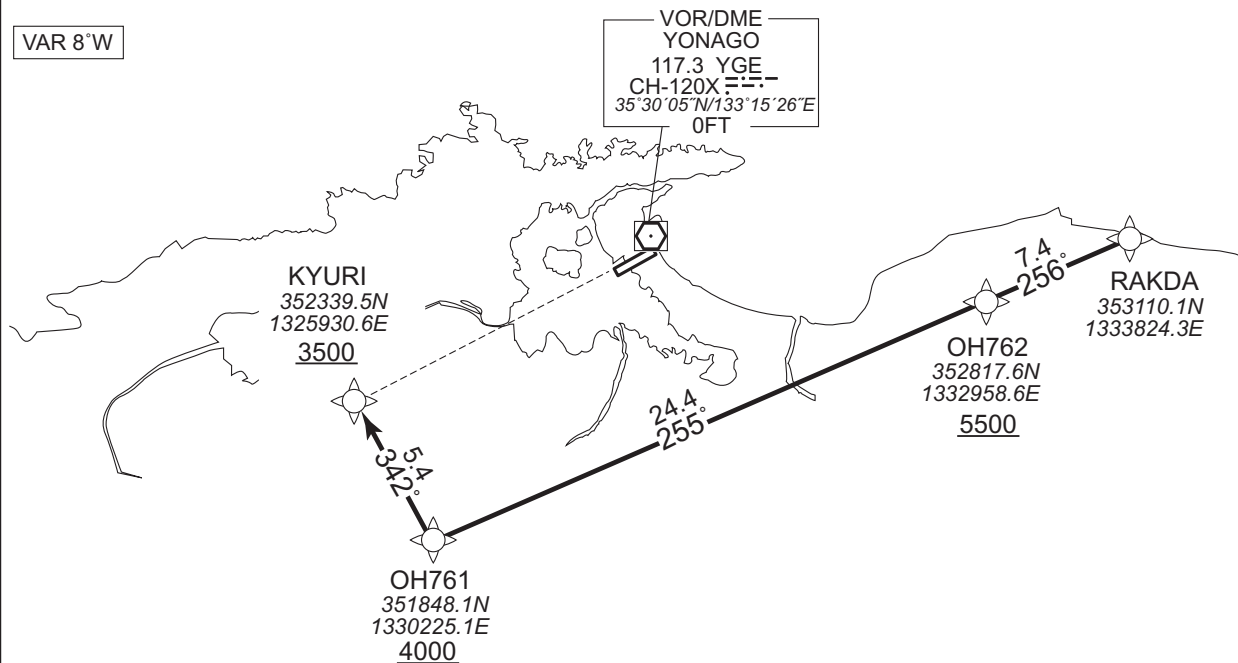 VAR 8°W
VOR/DME
YONAGO
117.3 YGE
CH-120X
35°30´05˝N/133°15´26˝E
0FT
KYURI
352339.5N
1325930.6E
3500
7.4
256°
RAKDA
353110.1N
1333824.3E
OH762
352817.6N
1332958.6E
5500
24.4
255°
5.4
342°
OH761
351848.1N
1330225.1E
4000